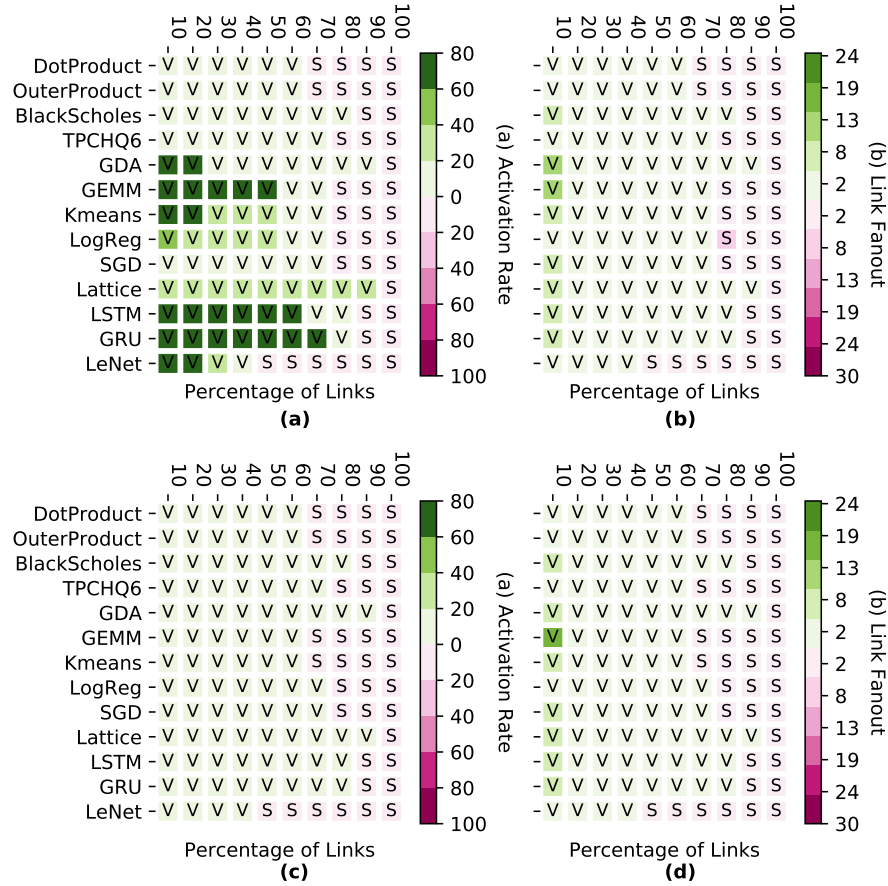 10 20 30 40 50 60 70 80 90 100
DotProduct V V V V V V S S S S
OuterProduct V V V V V V S S S S
BlackScholes V V V V V V V V S S
TPCHQ6 V V V V V V V S S S
GDA V V V V V V V V V S
GEMM V V V V V V V S S S
Kmeans V V V V V V V S S S
LogReg V V V V V V V S S S
SGD V V V V V V V S S S
Lattice V V V V V V V V V S
LSTM V V V V V V V V S S
GRU V V V V V V V V S S
LeNet V V V V S S S S S S
Percentage of Links
(a)
80
60
40
20
0
20
40
60
80
100
(a) Activation Rate
10 20 30 40 50 60 70 80 90 100
V V V V V V S S S S
V V V V V V S S S S
V V V V V V V V S S
V V V V V V V S S S
V V V V V V V V V S
V V V V V V V S S S
V V V V V V V S S S
V V V V V V V S S S
V V V V V V V S S S
V V V V V V V V V S
V V V V V V V V S S
V V V V V V V V S S
V V V V S S S S S S
Percentage of Links
(b)
24
19
13
8
2
2
8
13
19
24
30
(b) Link Fanout
10 20 30 40 50 60 70 80 90 100
DotProduct V V V V V V S S S S
OuterProduct V V V V V V S S S S
BlackScholes V V V V V V V V S S
TPCHQ6 V V V V V V V S S S
GDA V V V V V V V V V S
GEMM V V V V V V S S S S
Kmeans V V V V V V S S S S
LogReg V V V V V V V S S S
SGD V V V V V V V S S S
Lattice V V V V V V V V V S
LSTM V V V V V V V V S S
GRU V V V V V V V V S S
LeNet V V V V S S S S S S
Percentage of Links
(c)
80
60
40
20
0
20
40
60
80
100
(a) Activation Rate
10 20 30 40 50 60 70 80 90 100
V V V V V V S S S S
V V V V V V S S S S
V V V V V V V V S S
V V V V V V V S S S
V V V V V V V V V S
V V V V V V S S S S
V V V V V V S S S S
V V V V V V V S S S
V V V V V V V S S S
V V V V V V V V V S
V V V V V V V V S S
V V V V V V V V S S
V V V V S S S S S S
Percentage of Links
(d)
24
19
13
8
2
2
8
13
19
24
30
(b) Link Fanout